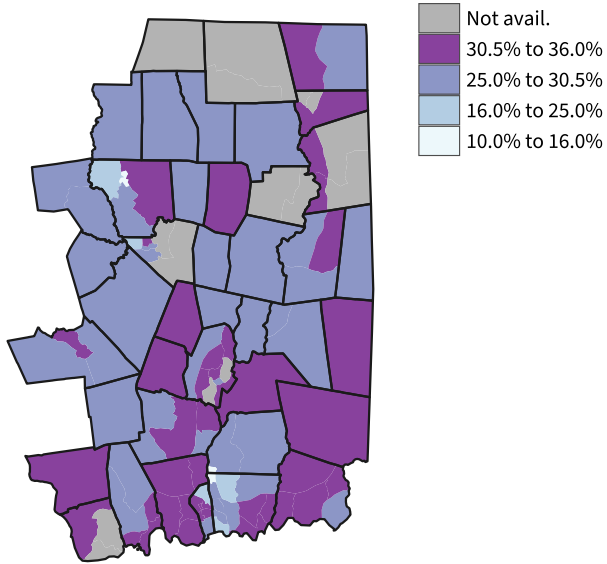 Not avail.
30.5% to 36.0%
25.0% to 30.5%
16.0% to 25.0%
10.0% to 16.0%